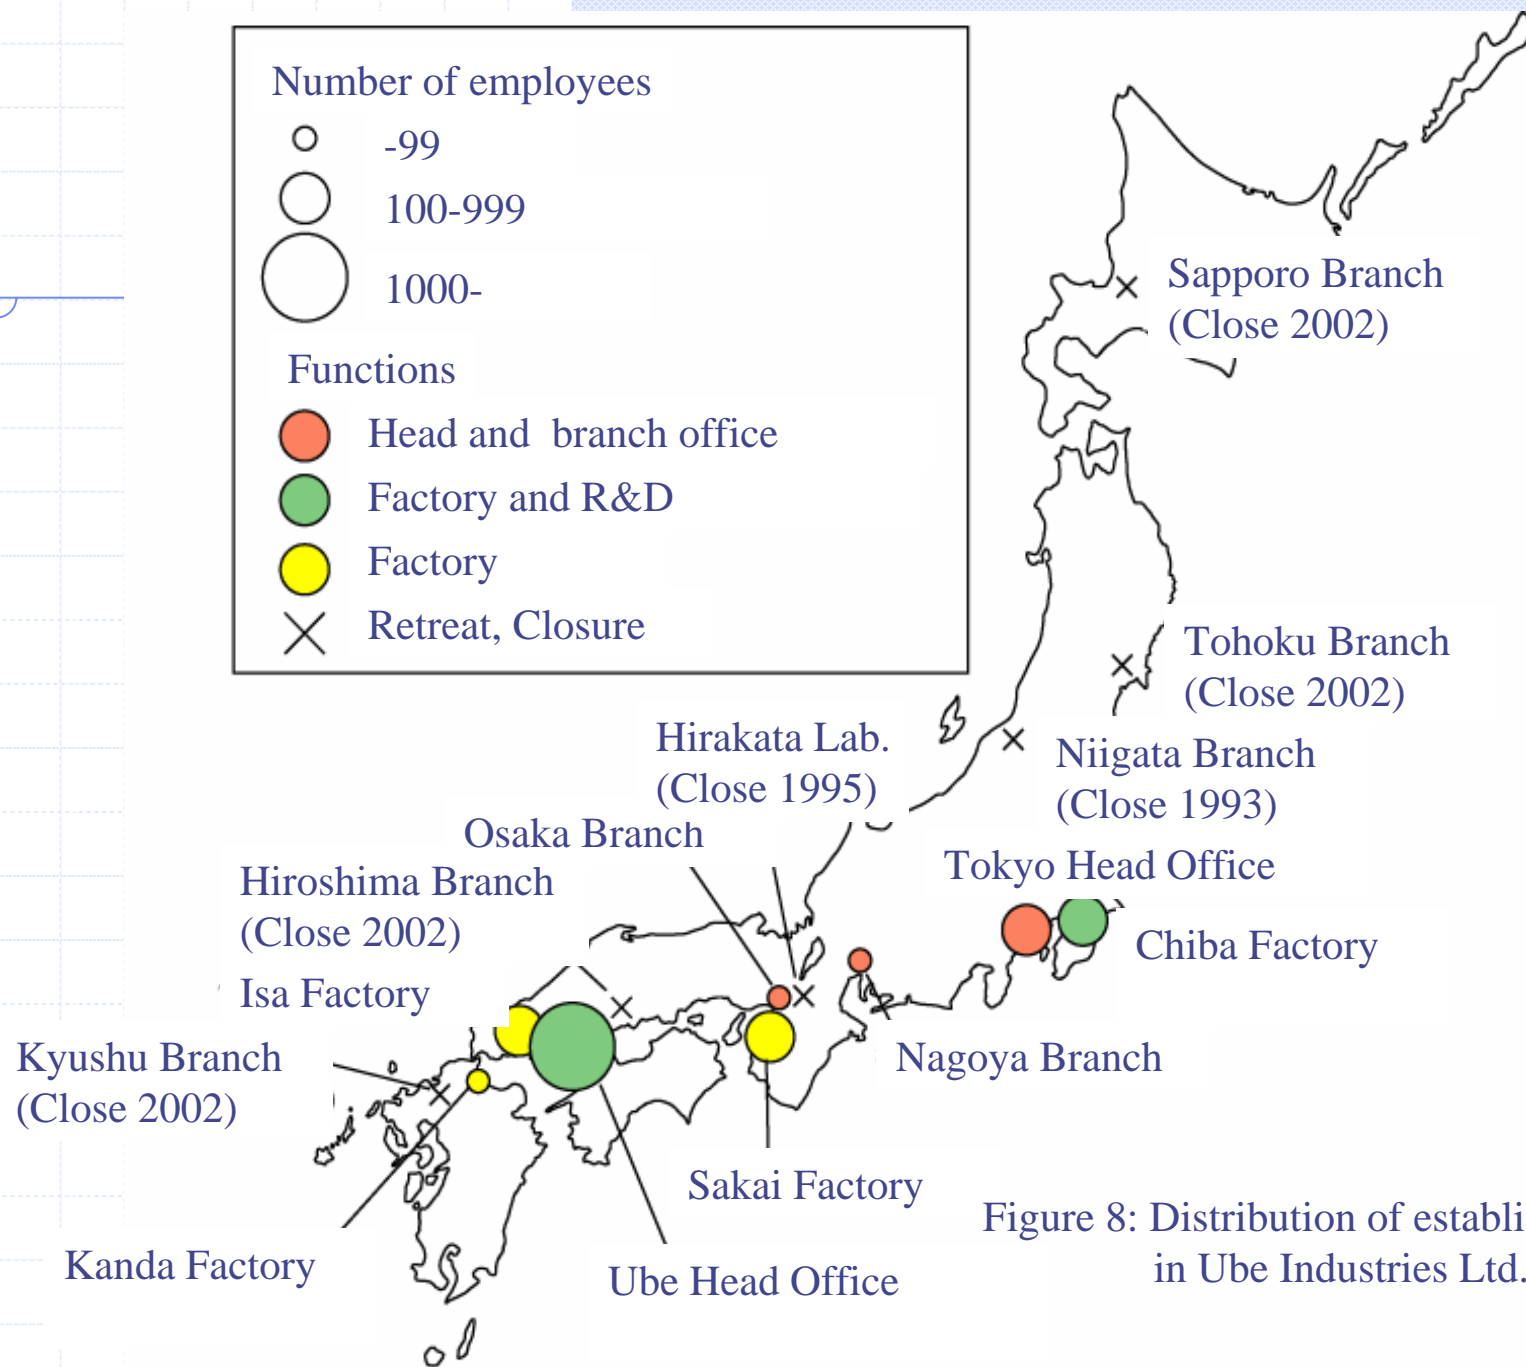 Number of employees
-99
100-999
1000-
Functions
Head and branch office
Factory and R&D
Factory
Retreat, Closure
Sapporo Branch
(Close 2002)
Tohoku Branch
(Close 2002)
Hirakata Lab.
(Close 1995)
Niigata Branch
(Close 1993)
Osaka Branch
Tokyo Head Office
Hiroshima Branch
(Close 2002)
Chiba Factory
Isa Factory
Kyushu Branch
(Close 2002)
Nagoya Branch
Sakai Factory
Kanda Factory
Ube Head Office
Figure 8: Distribution of establi
in Ube Industries Ltd.